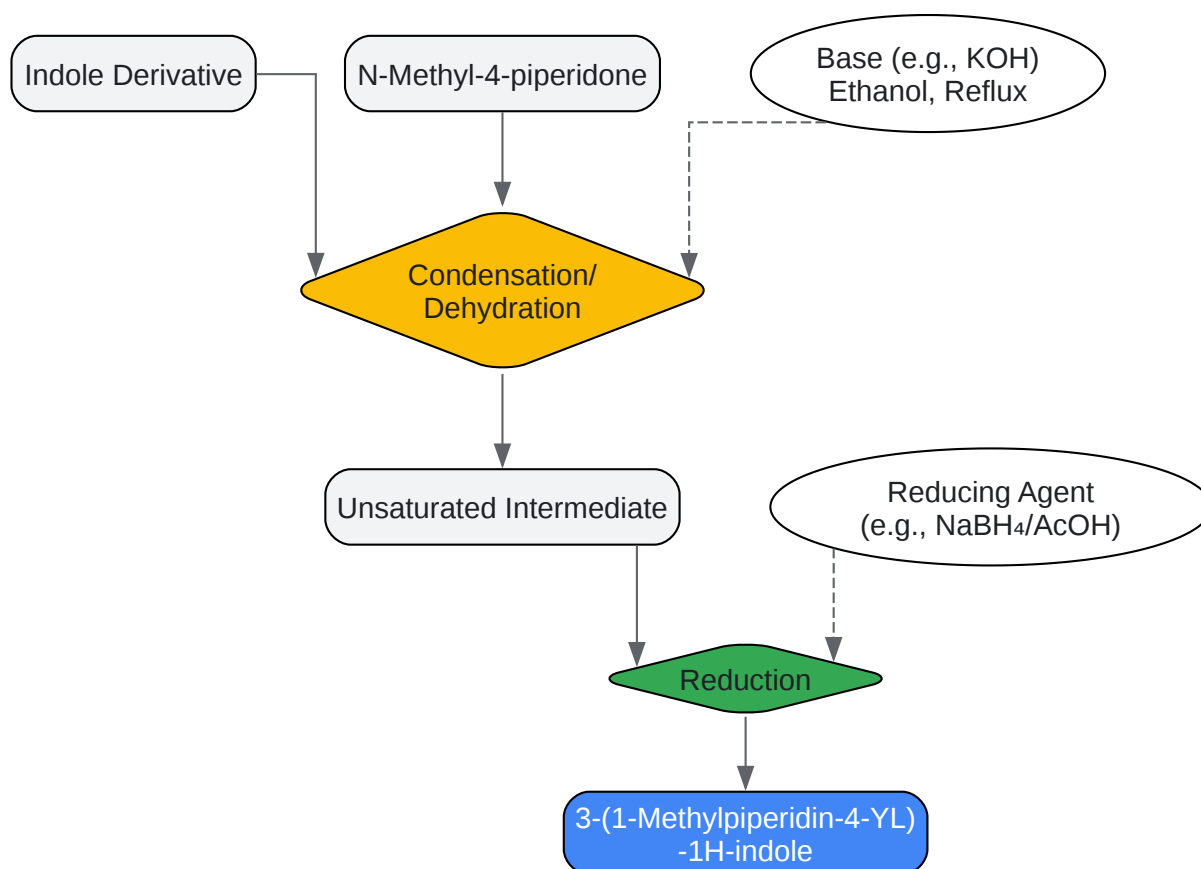 Indole Derivative
N-Methyl-4-piperidone
Base (e.g., KOH)
Ethanol, Reflux
Condensation/
Dehydration
Unsaturated Intermediate
Reducing Agent
(e.g., NaBH₄/AcOH)
Reduction
3-(1-Methylpiperidin-4-YL)
-1H-indole